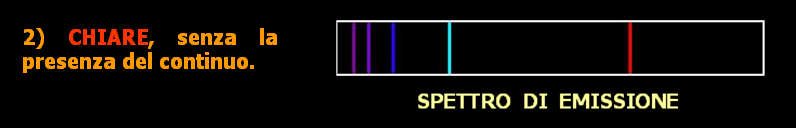 2) CHIARE, senza la
presenza del continuo.
SPETTRO DI EMISSIONE